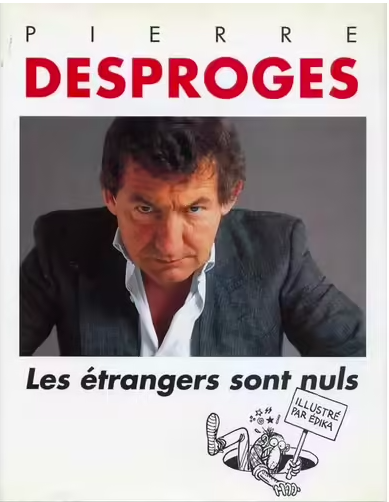 PIERRE
DESPROGES
Les étrangers sont nuls
ILLUSTRÉ
PAR ÉDIKA